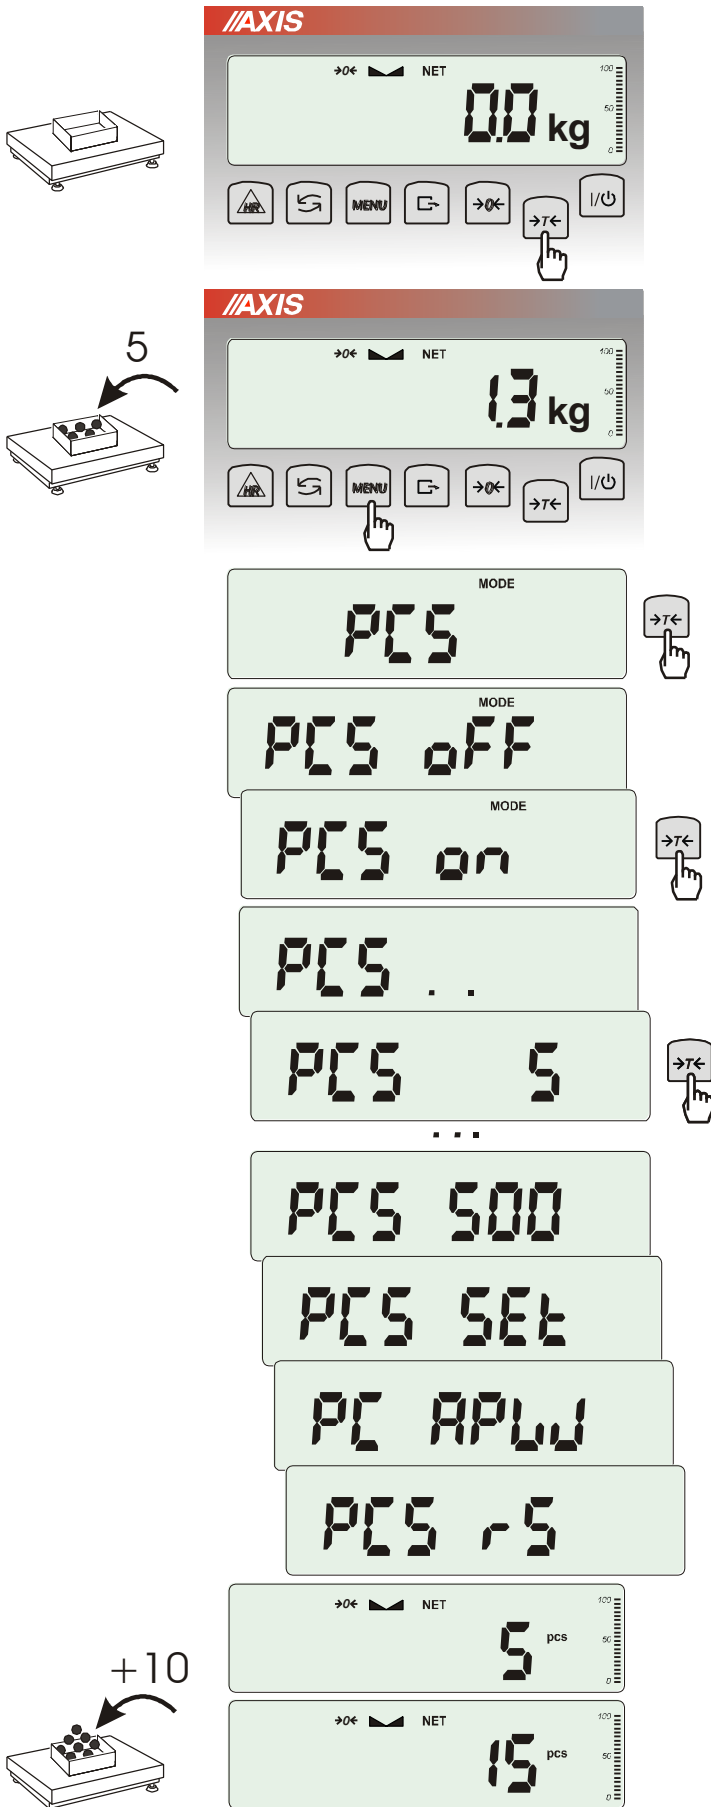 //AXIS
→0← NET 100
0.0 kg 50
0
HR MENU →0← →T← I/⏻
5
//AXIS
→0← NET 100
1.3 kg 50
0
HR MENU →0← →T← I/⏻
MODE
PCS →T←
MODE
PCS oFF
MODE
PCS on →T←
PCS . .
PCS 5 →T←
...
PCS 500
PCS SEt
PC APW
PCS rS
→0← NET 100
5 pcs 50
0
+10
→0← NET 100
15 pcs 50
0